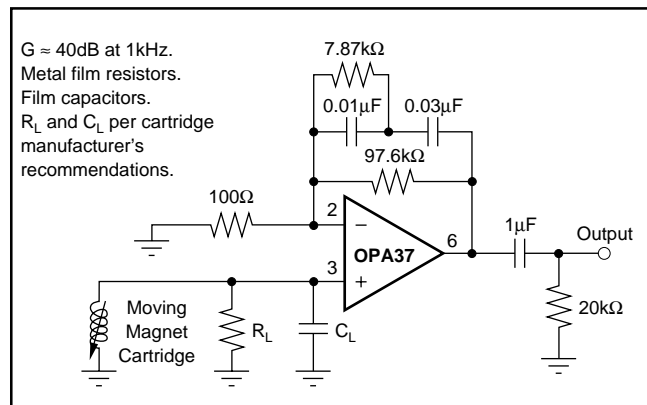 G ≈ 40dB at 1kHz.
Metal film resistors.
Film capacitors.
R_L and C_L per cartridge
manufacturer's
recommendations.
7.87kΩ
0.01µF
0.03µF
97.6kΩ
100Ω
2
−
OPA37
6
3
+
1µF
Output
20kΩ
Moving
Magnet
Cartridge
R_L
C_L